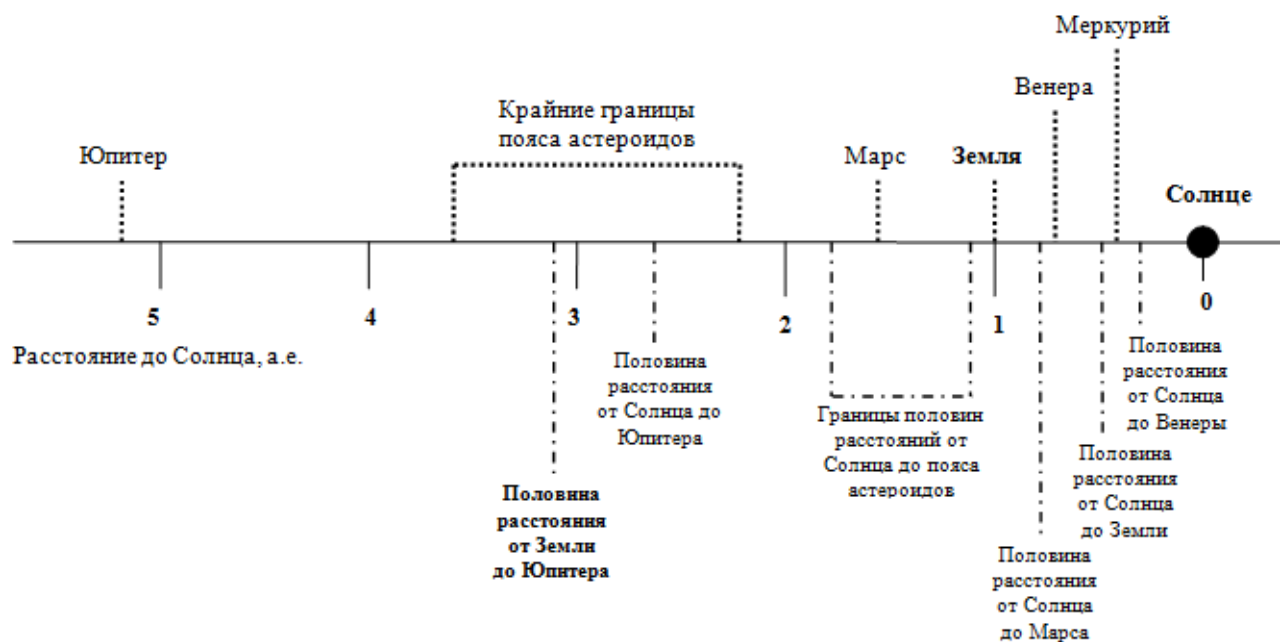 Меркурий
Венера
Крайние границы
пояса астероидов
Юпитер
Марс
Земля
Солнце
5
4
3
2
1
0
Расстояние до Солнца, а.е.
Половина
расстояния
от Солнца до
Юпитера
Половина
расстояния
от Солнца
до Венеры
Границы половин
расстояний от
Солнца до пояса
астероидов
Половина
расстояния
от Солнца
до Земли
Половина
расстояния
от Земли
до Юпитера
Половина
расстояния
от Солнца
до Марса